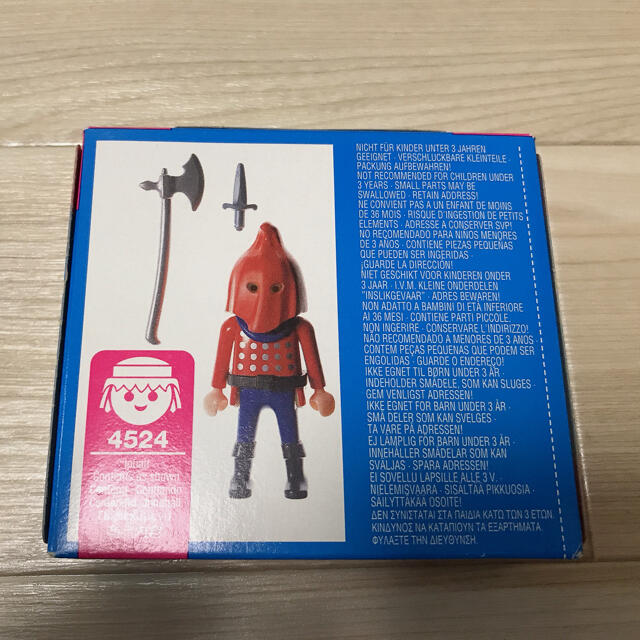 NICHT FÜR KINDER UNTER 3 JAHREN
GEEIGNET · VERSCHLUCKBARE KLEINTEILE ·
PACKUNG AUFBEWAHREN!
NOT RECOMMENDED FOR CHILDREN UNDER
3 YEARS · SMALL PARTS MAY BE
SWALLOWED · RETAIN ADDRESS!
NE CONVIENT PAS A UN ENFANT DE MOINS
DE 36 MOIS · RISQUE D'INGESTION DE PETITS
ELEMENTS · ADRESSE A CONSERVER SVP!
NO RECOMENDADO PARA NIÑOS MENORES
DE 3 AÑOS · CONTIENE PIEZAS PEQUEÑAS
QUE PUEDEN SER INGERIDAS ·
¡GUARDE LA DIRECCIÓN!
NIET GESCHIKT VOOR KINDEREN ONDER
3 JAAR · I.V.M. KLEINE ONDERDELEN
"INSLIKGEVAAR" · ADRES BEWAREN!
NON ADATTO A BAMBINI DI ETÀ INFERIORE
AI 36 MESI · CONTIENE PARTI PICCOLE.
NON INGERIRE · CONSERVARE L'INDIRIZZO!
NÃO RECOMENDADO A MENORES DE 3 ANOS
CONTEM PEÇAS PEQUENAS QUE PODEM SER
ENGOLIDAS · GUARDE O ENDEREÇO!
IKKE EGNET TIL BØRN UNDER 3 ÅR ·
INDEHOLDER SMÅDELE, SOM KAN SLUGES ·
GEM VENLIGST ADRESSEN!
IKKE EGNET FOR BARN UNDER 3 ÅR ·
SMÅ DELER SOM KAN SVELGES ·
TA VARE PÅ ADRESSEN!
EJ LÄMPLIG FÖR BARN UNDER 3 ÅR ·
INNEHÅLLER SMÅDELAR SOM KAN
SVÄLJAS · SPARA ADRESSEN!
EI SOVELLU LAPSILLE ALLE 3 V. ·
NIELEMISVAARA · SISÄLTÄÄ PIKKUOSIA ·
SÄILYTTÄKÄÄ OSOITE!
ΔΕΝ ΣΥΝΙΣΤΑΤΑΙ ΣΤΑ ΠΑΙΔΙΑ ΚΑΤΩ ΤΩΝ 3 ΕΤΩΝ.
ΚΙΝΔΥΝΟΣ ΝΑ ΚΑΤΑΠΙΟΥΝ ΤΑ ΕΞΑΡΤΗΜΑΤΑ.
ΦΥΛΑΞΤΕ ΤΗΝ ΔΙΕΥΘΥΝΣΗ.
4524
Inhalt
Contents as shown